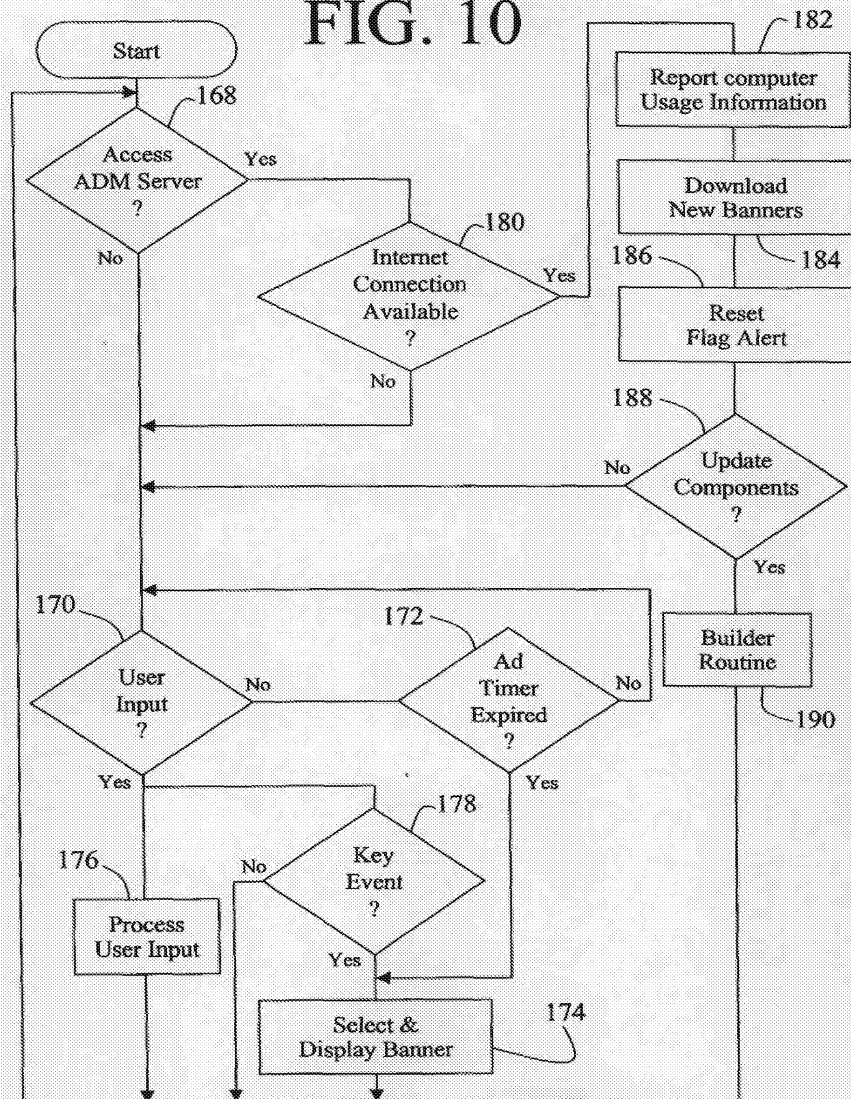 FIG. 10
Start
168
Access
ADM Server
?
Yes
No
180
Internet
Connection
Available
?
Yes
No
182
Report computer
Usage Information
Download
New Banners
184
186
Reset
Flag Alert
188
Update
Components
?
No
Yes
Builder
Routine
190
170
User
Input
?
No
Yes
172
Ad
Timer
Expired
?
No
Yes
178
Key
Event
?
No
Yes
176
Process
User Input
Select &
Display Banner
174